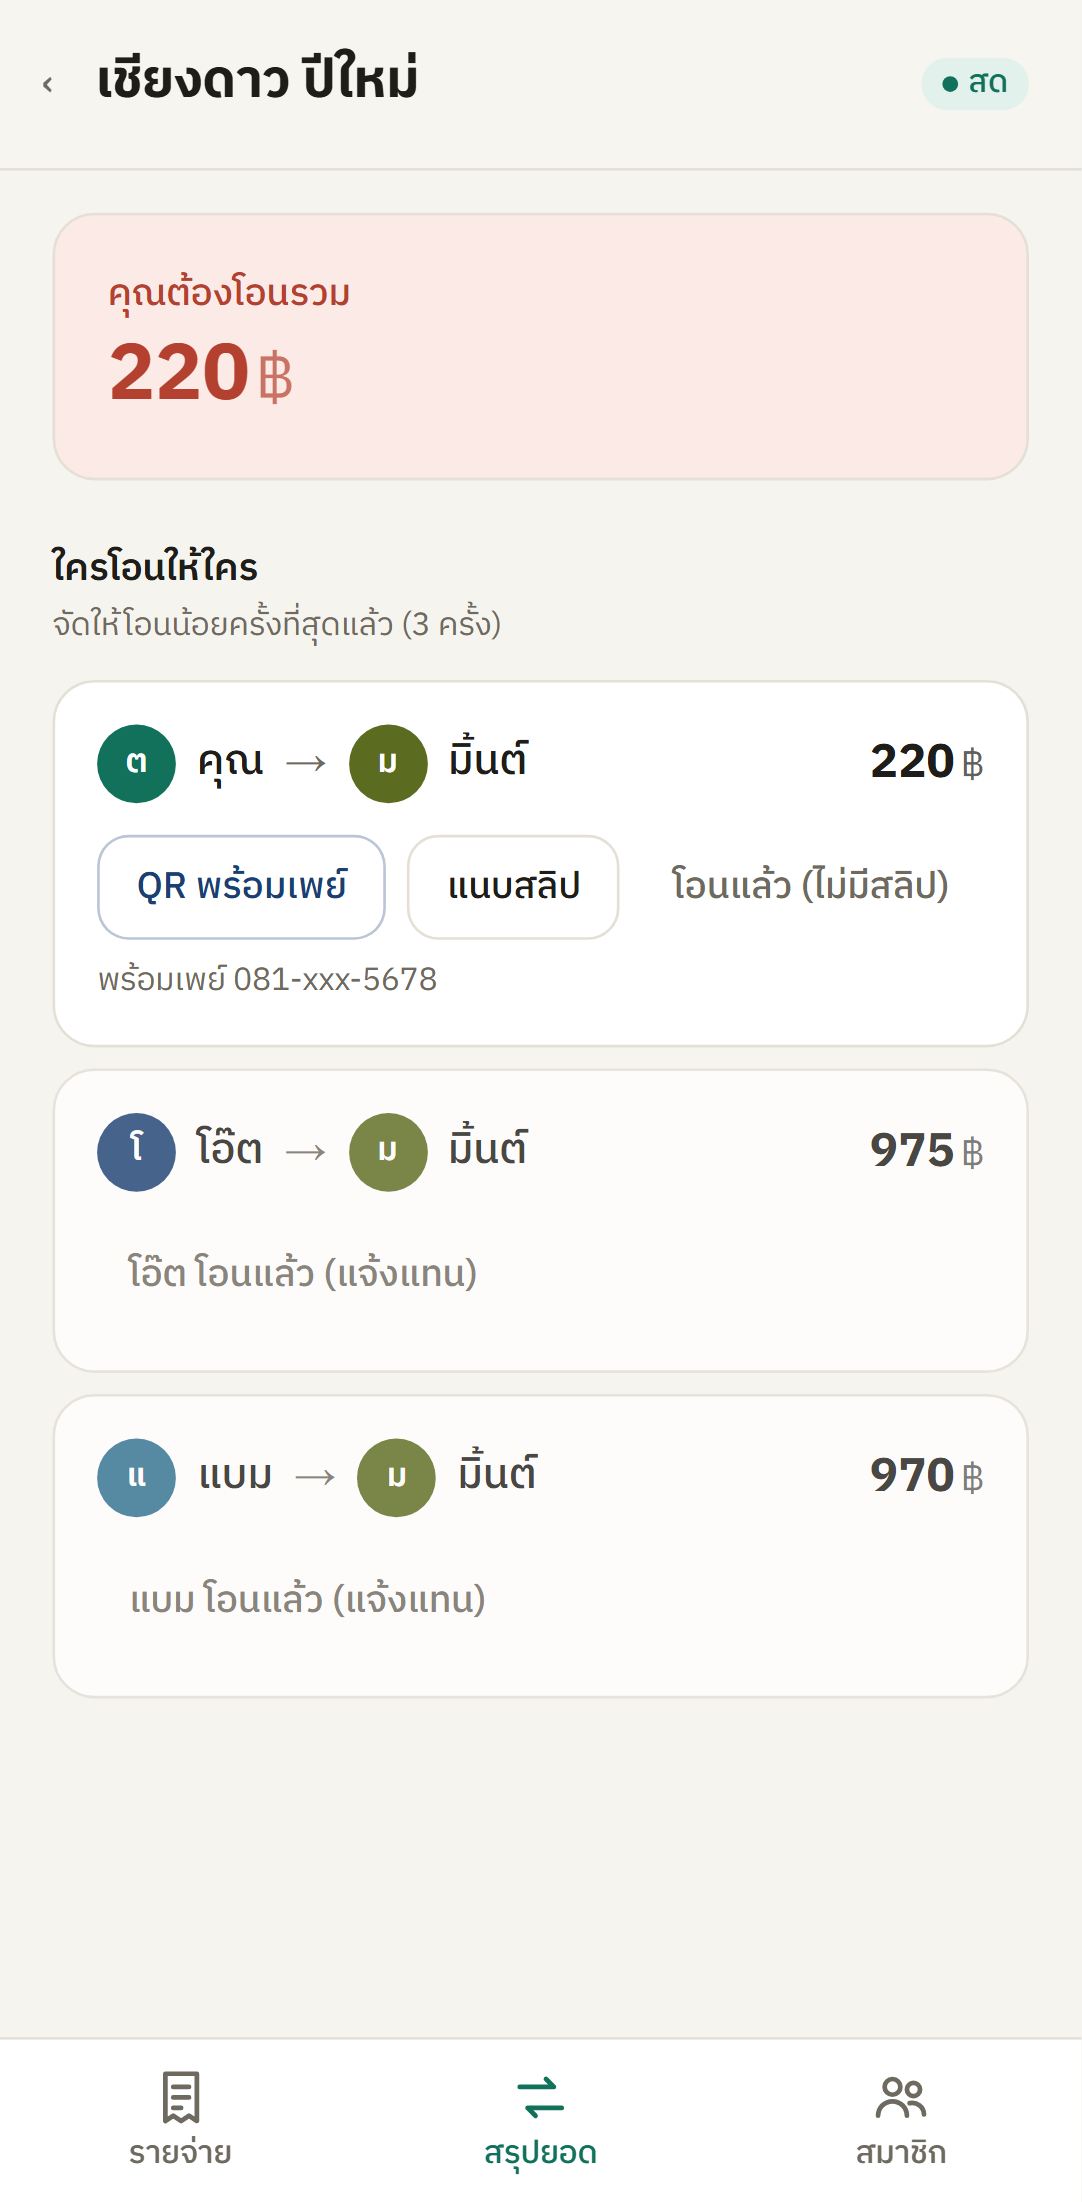 ‹ เชียงดาว ปีใหม่
สด
คุณต้องโอนรวม
220฿
ใครโอนให้ใคร
จัดให้โอนน้อยครั้งที่สุดแล้ว (3 ครั้ง)
ต คุณ → ม มิ้นต์ 220฿
QR พร้อมเพย์ แนบสลิป โอนแล้ว (ไม่มีสลิป)
พร้อมเพย์ 081-xxx-5678
โ โอ๊ต → ม มิ้นต์ 975฿
โอ๊ต โอนแล้ว (แจ้งแทน)
แ แบม → ม มิ้นต์ 970฿
แบม โอนแล้ว (แจ้งแทน)
รายจ่าย สรุปยอด สมาชิก